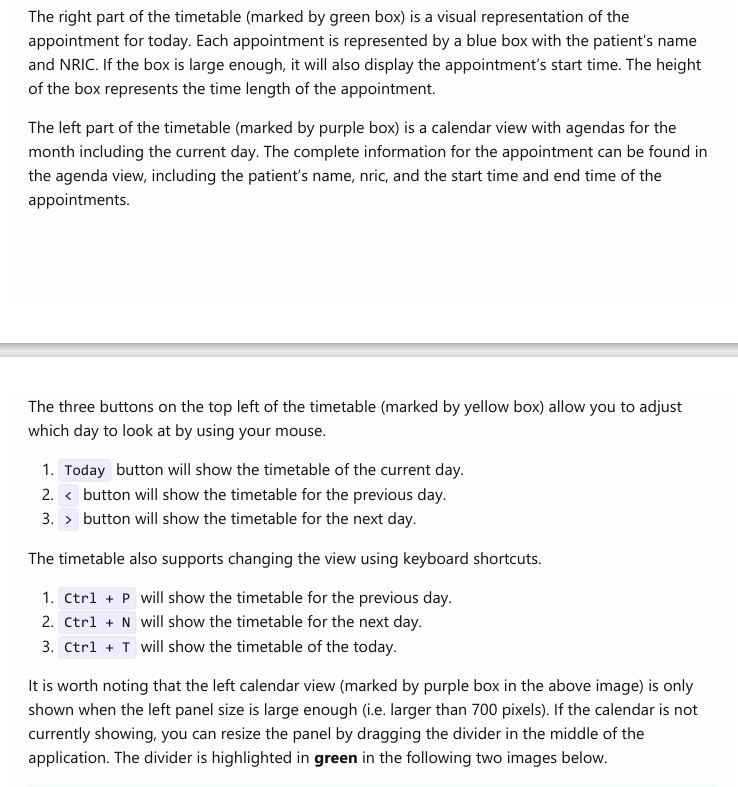 The right part of the timetable (marked by green box) is a visual representation of the
appointment for today. Each appointment is represented by a blue box with the patient’s name
and NRIC. If the box is large enough, it will also display the appointment’s start time. The height
of the box represents the time length of the appointment.
The left part of the timetable (marked by purple box) is a calendar view with agendas for the
month including the current day. The complete information for the appointment can be found in
the agenda view, including the patient’s name, nric, and the start time and end time of the
appointments.
The three buttons on the top left of the timetable (marked by yellow box) allow you to adjust
which day to look at by using your mouse.
1. Today button will show the timetable of the current day.
2. < button will show the timetable for the previous day.
3. > button will show the timetable for the next day.
The timetable also supports changing the view using keyboard shortcuts.
1. Ctrl + P will show the timetable for the previous day.
2. Ctrl + N will show the timetable for the next day.
3. Ctrl + T will show the timetable of the today.
It is worth noting that the left calendar view (marked by purple box in the above image) is only
shown when the left panel size is large enough (i.e. larger than 700 pixels). If the calendar is not
currently showing, you can resize the panel by dragging the divider in the middle of the
application. The divider is highlighted in green in the following two images below.